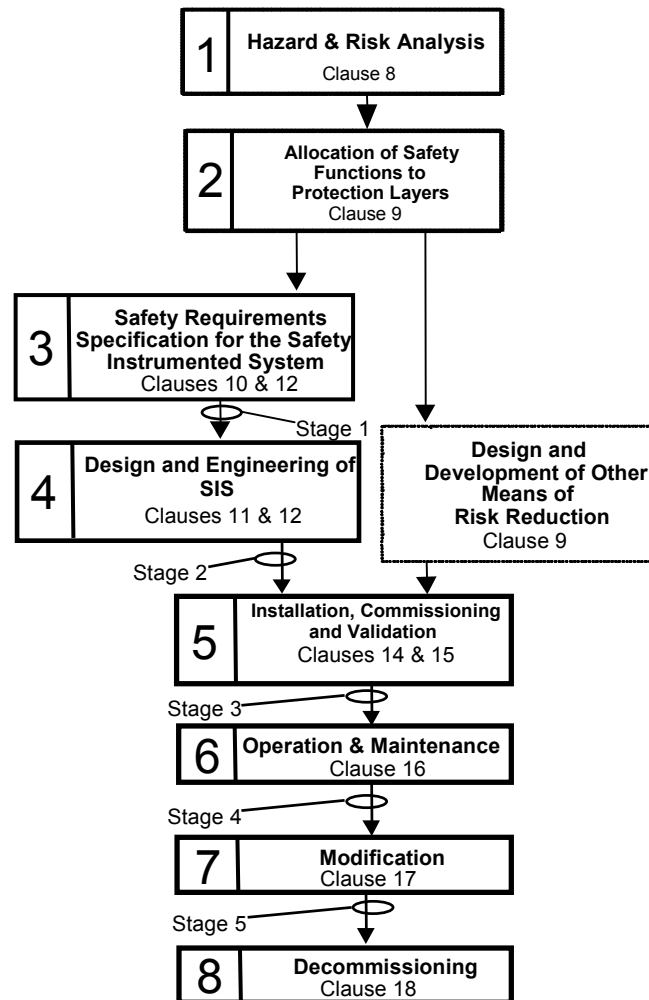 1
Hazard & Risk Analysis
Clause 8
2
Allocation of Safety
Functions to
Protection Layers
Clause 9
3
Safety Requirements
Specification for the Safety
Instrumented System
Clauses 10 & 12
Stage 1
4
Design and Engineering of
SIS
Clauses 11 & 12
Design and
Development of Other
Means of
Risk Reduction
Clause 9
Stage 2
5
Installation, Commissioning
and Validation
Clauses 14 & 15
Stage 3
6
Operation & Maintenance
Clause 16
Stage 4
7
Modification
Clause 17
Stage 5
8
Decommissioning
Clause 18